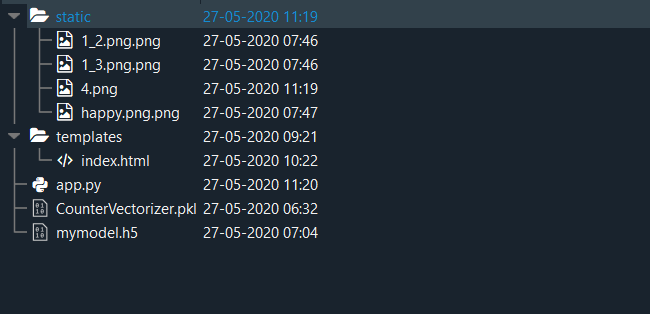 static 27-05-2020 11:19
1_2.png.png 27-05-2020 07:46
1_3.png.png 27-05-2020 07:46
4.png 27-05-2020 11:19
happy.png.png 27-05-2020 07:47
templates 27-05-2020 09:21
index.html 27-05-2020 10:22
app.py 27-05-2020 11:20
CounterVectorizer.pkl 27-05-2020 06:32
mymodel.h5 27-05-2020 07:04